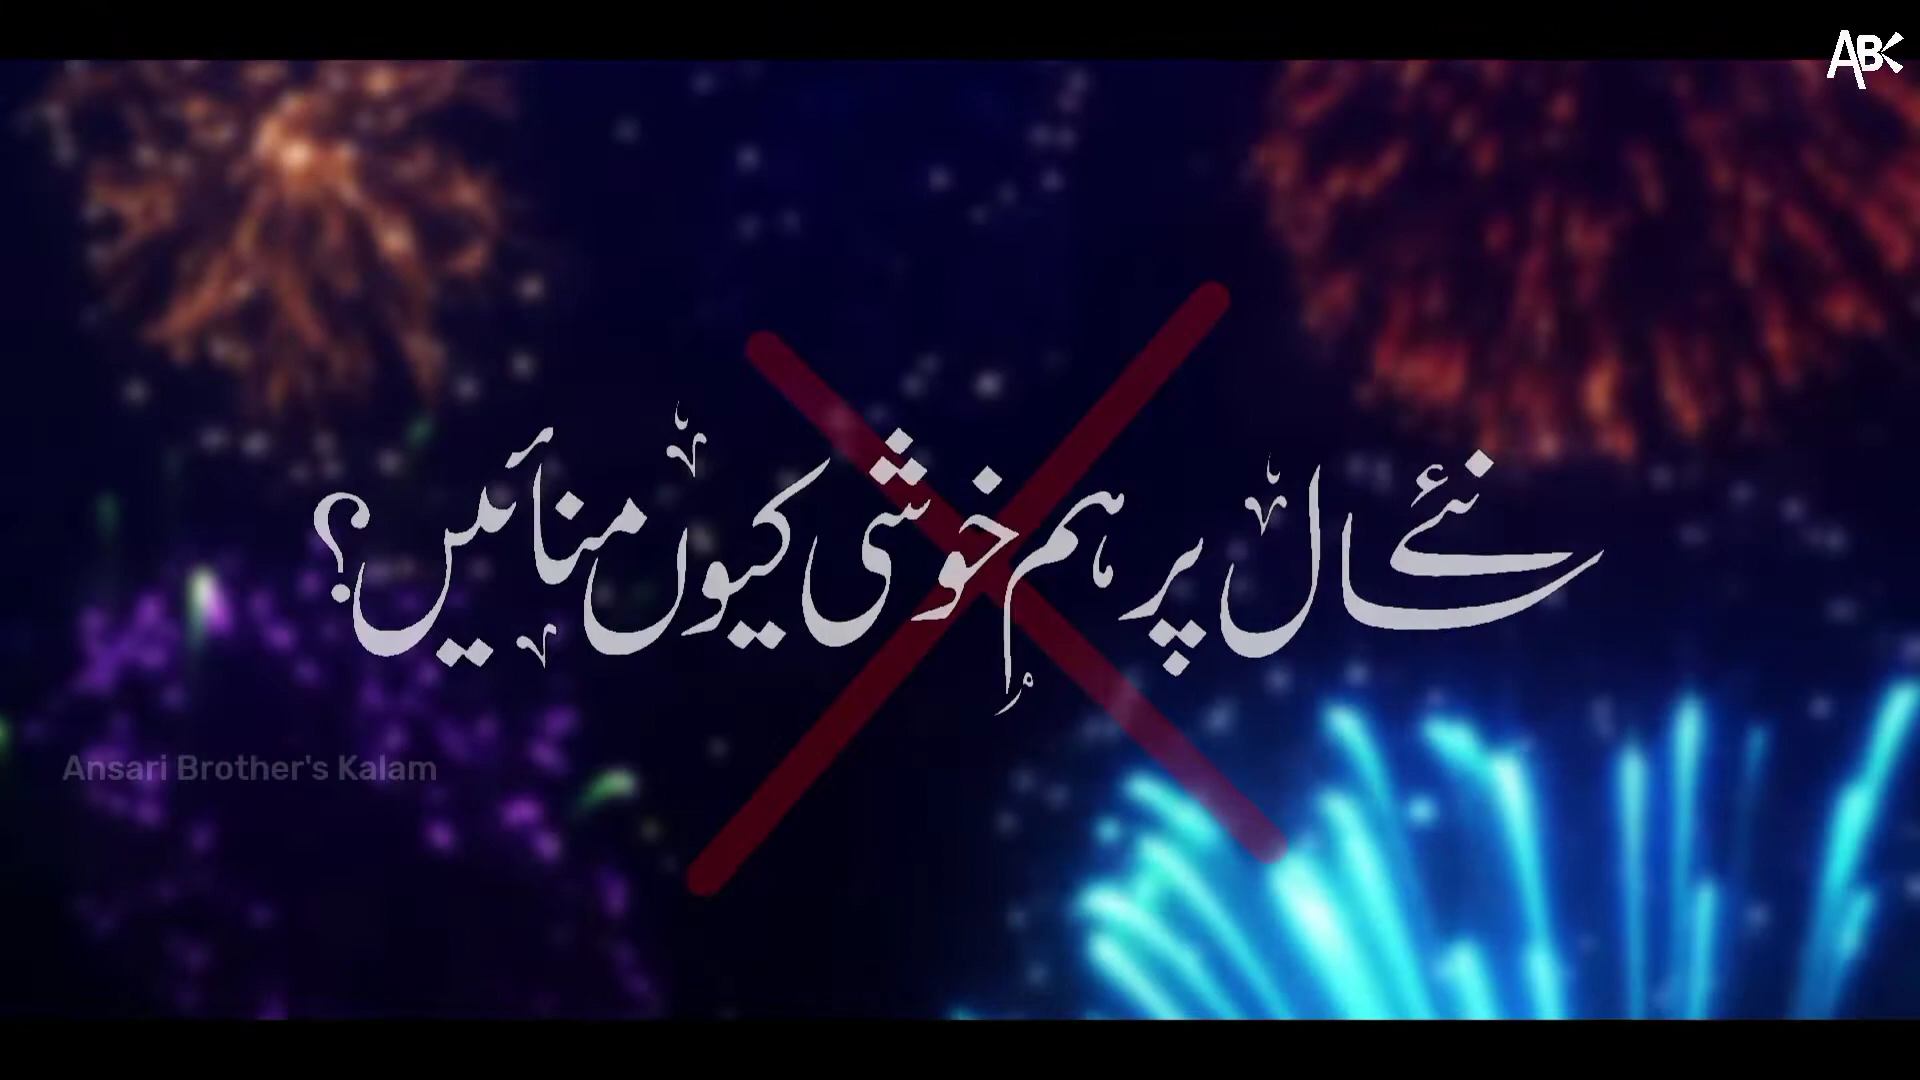 ABK
نئے سال پر ہم خوشی کیوں منائیں؟
Ansari Brother's Kalam